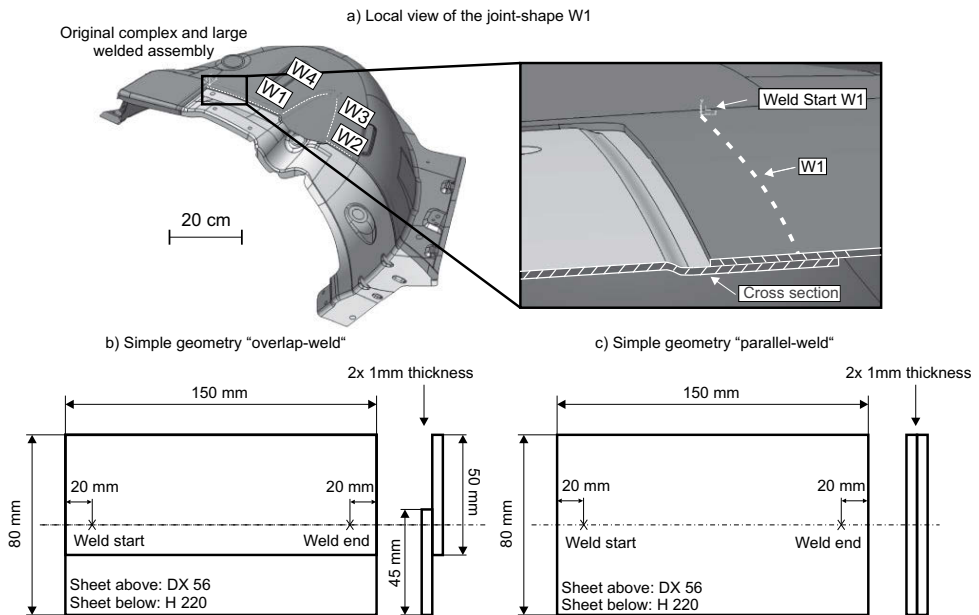 a) Local view of the joint-shape W1
Original complex and large
welded assembly
W4
W1
W3
W2
20 cm
Weld Start W1
W1
Cross section
b) Simple geometry “overlap-weld“
2x 1mm thickness
150 mm
80 mm
20 mm
20 mm
Weld start
Weld end
50 mm
45 mm
Sheet above: DX 56
Sheet below: H 220
c) Simple geometry “parallel-weld“
2x 1mm thickness
150 mm
80 mm
20 mm
20 mm
Weld start
Weld end
Sheet above: DX 56
Sheet below: H 220